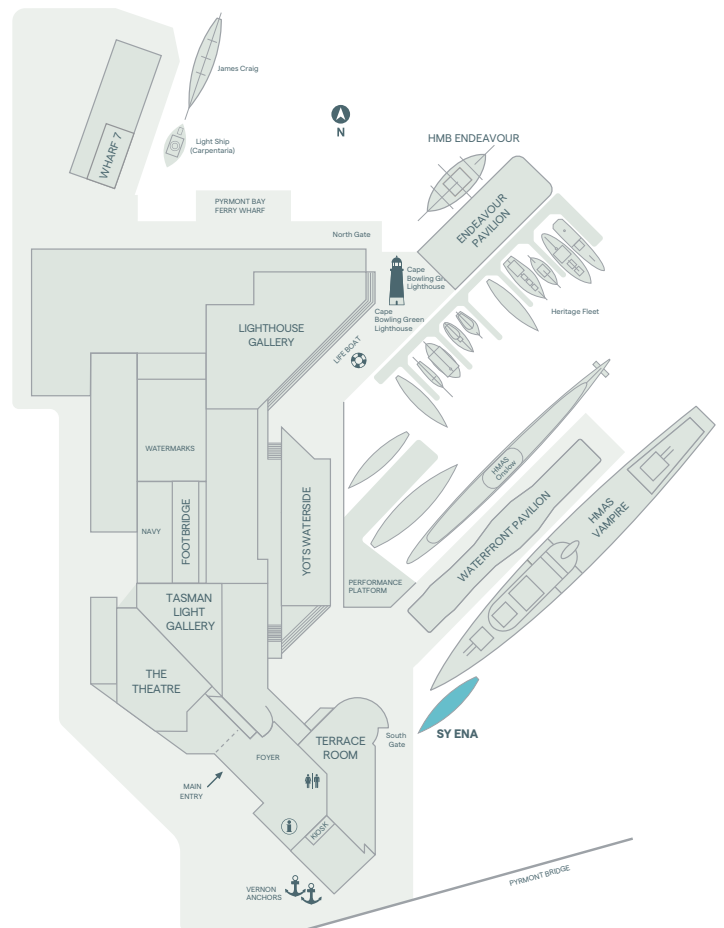 James Craig
WHARF 7
Light Ship
(Carpentaria)
N
HMB ENDEAVOUR
ENDEAVOUR
PAVILION
PYRMONT BAY
FERRY WHARF
North Gate
Cape
Bowling Gr
Lighthouse
Cape
Bowling Green
Lighthouse
Heritage Fleet
LIGHTHOUSE
GALLERY
LIFE BOAT
WATERMARKS
HMAS
Onslow
HMAS
VAMPIRE
WATERFRONT PAVILION
NAVY
FOOTBRIDGE
YOTS WATERSIDE
PERFORMANCE
PLATFORM
TASMAN
LIGHT
GALLERY
THE
THEATRE
SY ENA
South
Gate
TERRACE
ROOM
FOYER
MAIN
ENTRY
i
KIOSK
VERNON
ANCHORS
PYRMONT BRIDGE